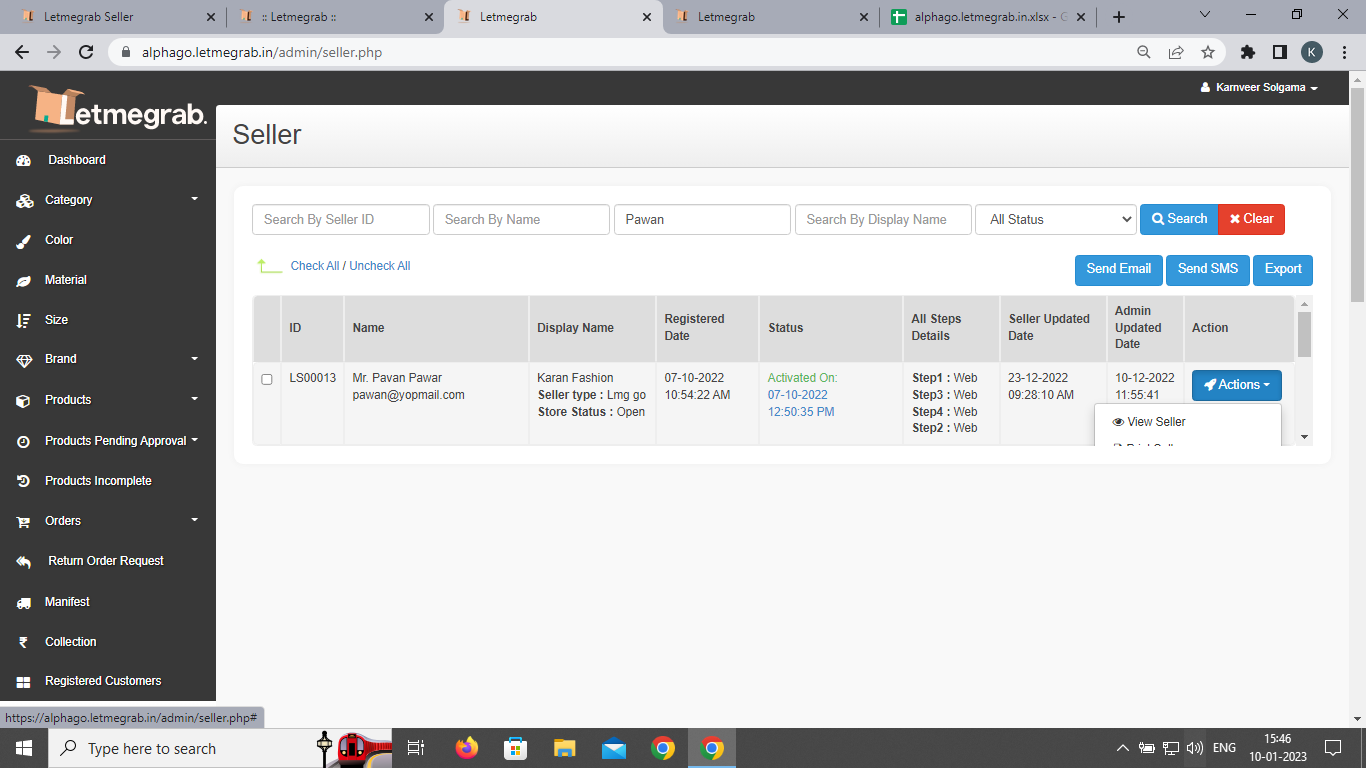 Letmegrab Seller
:: Letmegrab ::
Letmegrab
Letmegrab
alphago.letmegrab.in.xlsx - G
alphago.letmegrab.in/admin/seller.php
K
Letmegrab.
Karnveer Solgama
Seller
Dashboard
Category
Color
Material
Size
Brand
Products
Products Pending Approval
Products Incomplete
Orders
Return Order Request
Manifest
Collection
Registered Customers
Search By Seller ID
Search By Name
Pawan
Search By Display Name
All Status
Search
Clear
Check All / Uncheck All
Send Email
Send SMS
Export
ID
Name
Display Name
Registered
Date
Status
All Steps
Details
Seller Updated
Date
Admin
Updated
Date
Action
LS00013
Mr. Pavan Pawar
pawan@yopmail.com
Karan Fashion
Seller type : Lmg go
Store Status : Open
07-10-2022
10:54:22 AM
Activated On:
07-10-2022
12:50:35 PM
Step1 : Web
Step3 : Web
Step4 : Web
Step2 : Web
23-12-2022
09:28:10 AM
10-12-2022
11:55:41
Actions
View Seller
https://alphago.letmegrab.in/admin/seller.php#
Type here to search
ENG
15:46
10-01-2023